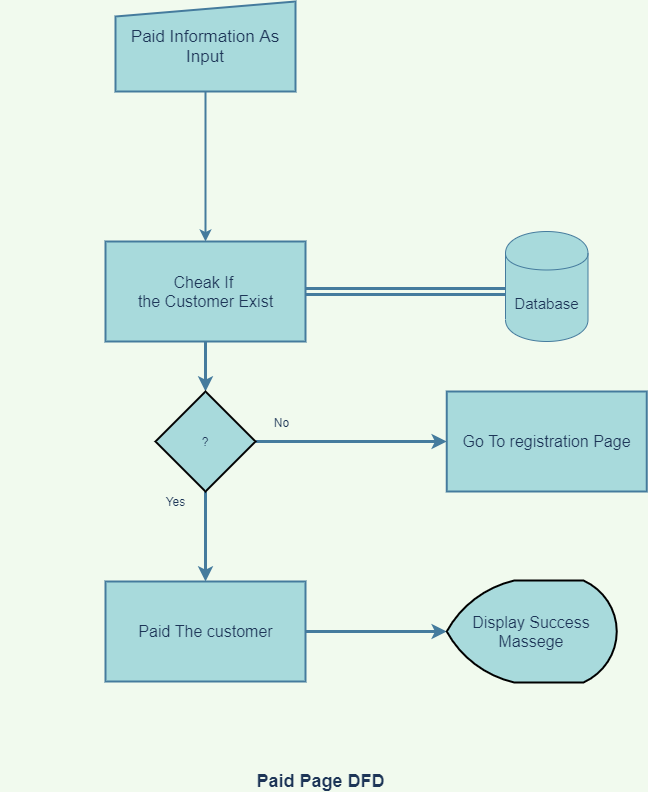 Paid Information As
Input
Cheak If
the Customer Exist
Database
?
No
Go To registration Page
Yes
Paid The customer
Display Success
Massege
Paid Page DFD